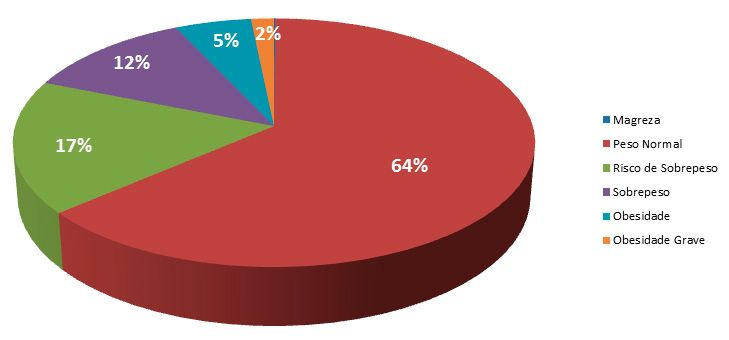 2%
5%
12%
17%
64%
Magreza
Peso Normal
Risco de Sobrepeso
Sobrepeso
Obesidade
Obesidade Grave